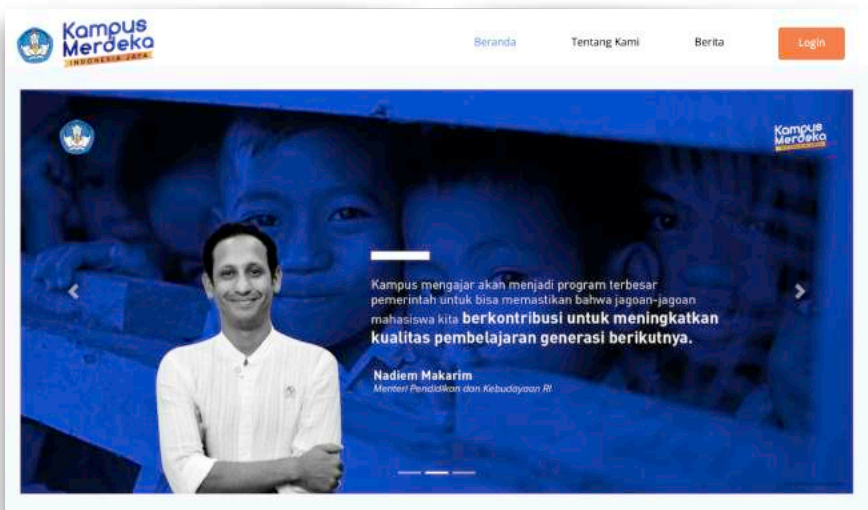 Kampus
Merdeka
INDONESIA JAYA
Beranda
Tentang Kami
Berita
Login
Kampus
Merdeka
Kampus mengajar akan menjadi program terbesar
pemerintah untuk bisa memastikan bahwa jagoan-jagoan
mahasiswa kita berkontribusi untuk meningkatkan
kualitas pembelajaran generasi berikutnya.
Nadiem Makarim
Menteri Pendidikan dan Kebudayaan RI